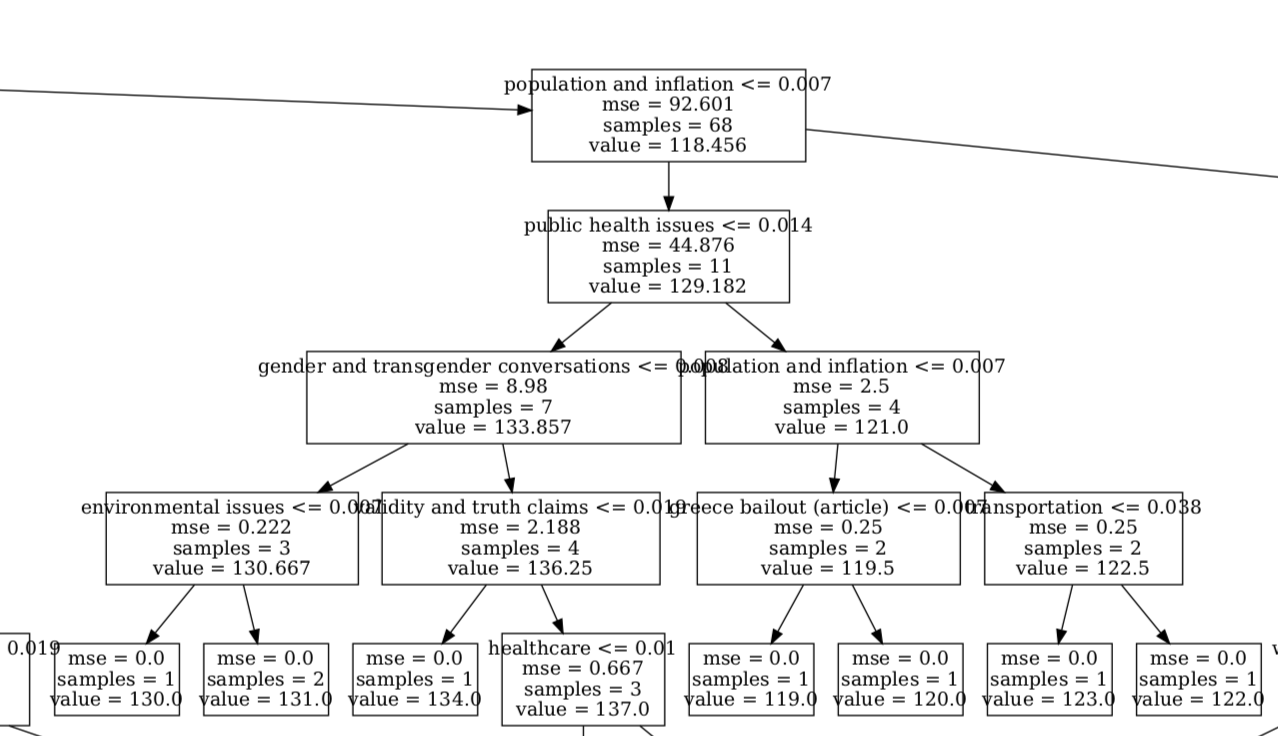 population and inflation <= 0.007
mse = 92.601
samples = 68
value = 118.456
public health issues <= 0.014
mse = 44.876
samples = 11
value = 129.182
gender and transgender conversations <= 0.008
mse = 8.98
samples = 7
value = 133.857
population and inflation <= 0.007
mse = 2.5
samples = 4
value = 121.0
environmental issues <= 0.007
mse = 0.222
samples = 3
value = 130.667
validity and truth claims <= 0.019
mse = 2.188
samples = 4
value = 136.25
greece bailout (article) <= 0.007
mse = 0.25
samples = 2
value = 119.5
transportation <= 0.038
mse = 0.25
samples = 2
value = 122.5
0.019
mse = 0.0
samples = 1
value = 130.0
mse = 0.0
samples = 2
value = 131.0
mse = 0.0
samples = 1
value = 134.0
healthcare <= 0.01
mse = 0.667
samples = 3
value = 137.0
mse = 0.0
samples = 1
value = 119.0
mse = 0.0
samples = 1
value = 120.0
mse = 0.0
samples = 1
value = 123.0
mse = 0.0
samples = 1
value = 122.0